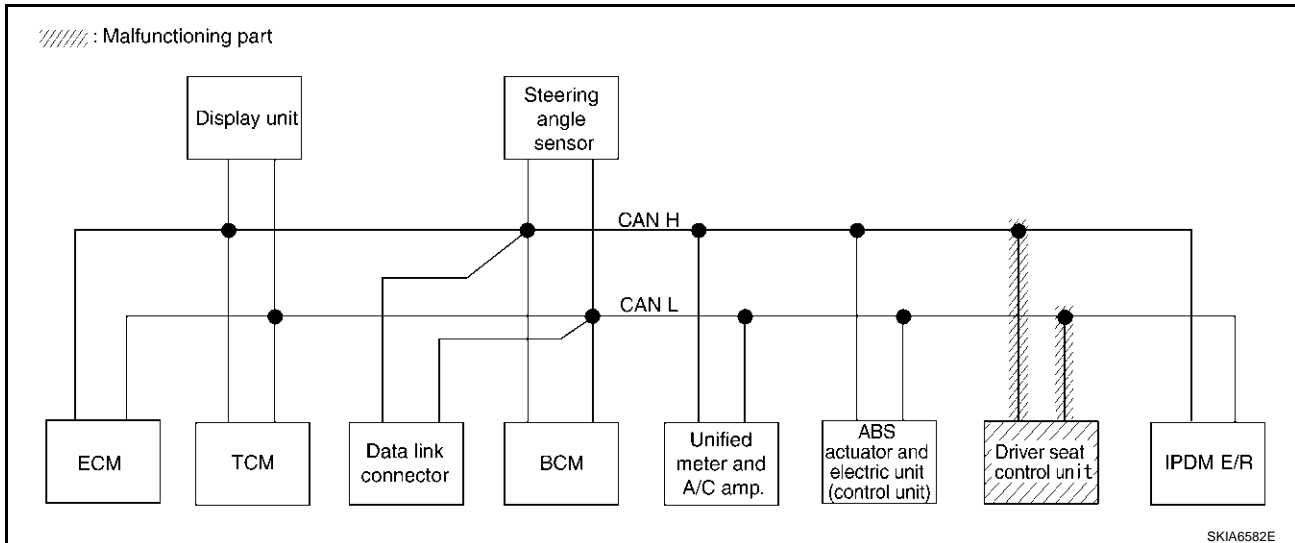 : Malfunctioning part
Display unit
Steering
angle
sensor
CAN H
CAN L
ECM
TCM
Data link
connector
BCM
Unified
meter and
A/C amp.
ABS
actuator and
electric unit
(control unit)
Driver seat
control unit
IPDM E/R
SKIA6582E